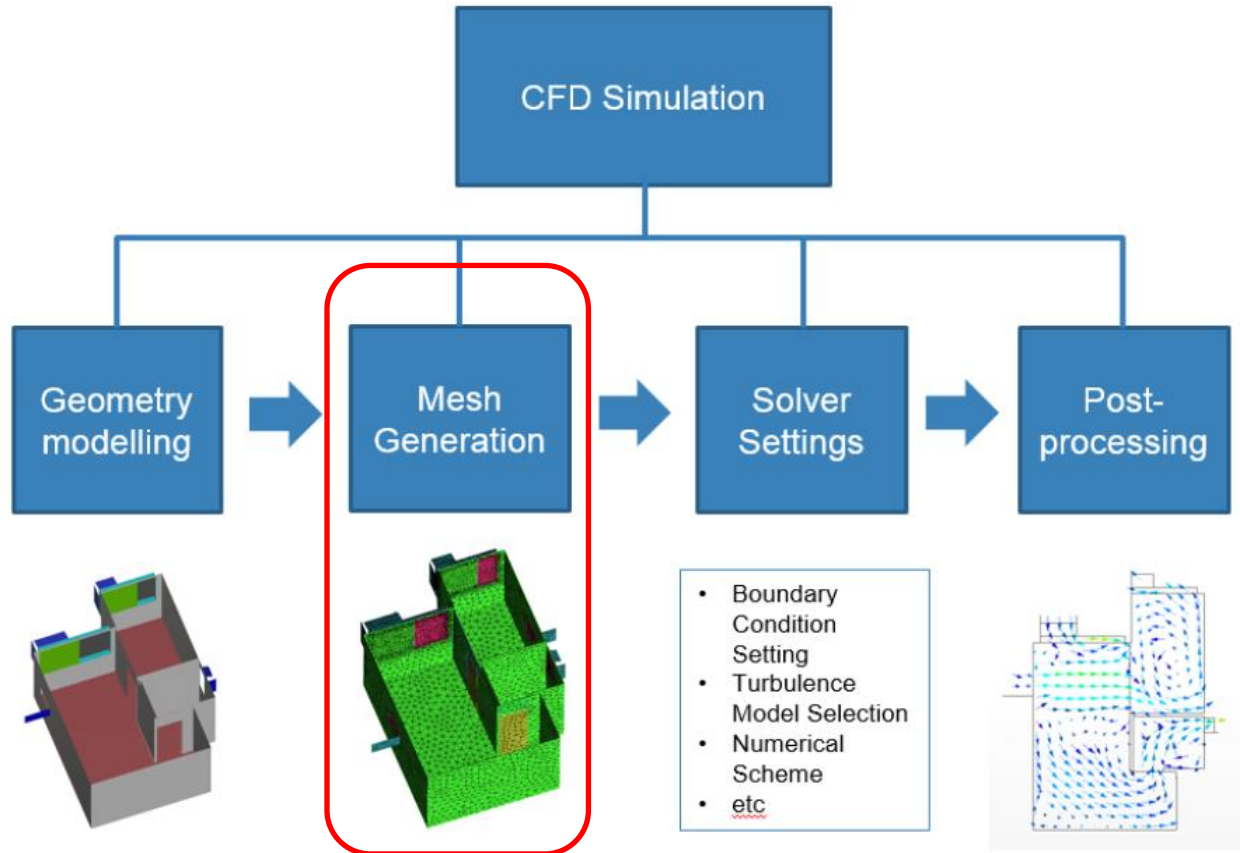 CFD Simulation
Geometry
modelling
Mesh
Generation
Solver
Settings
Post-
processing
• Boundary
Condition
Setting
• Turbulence
Model Selection
• Numerical
Scheme
• etc